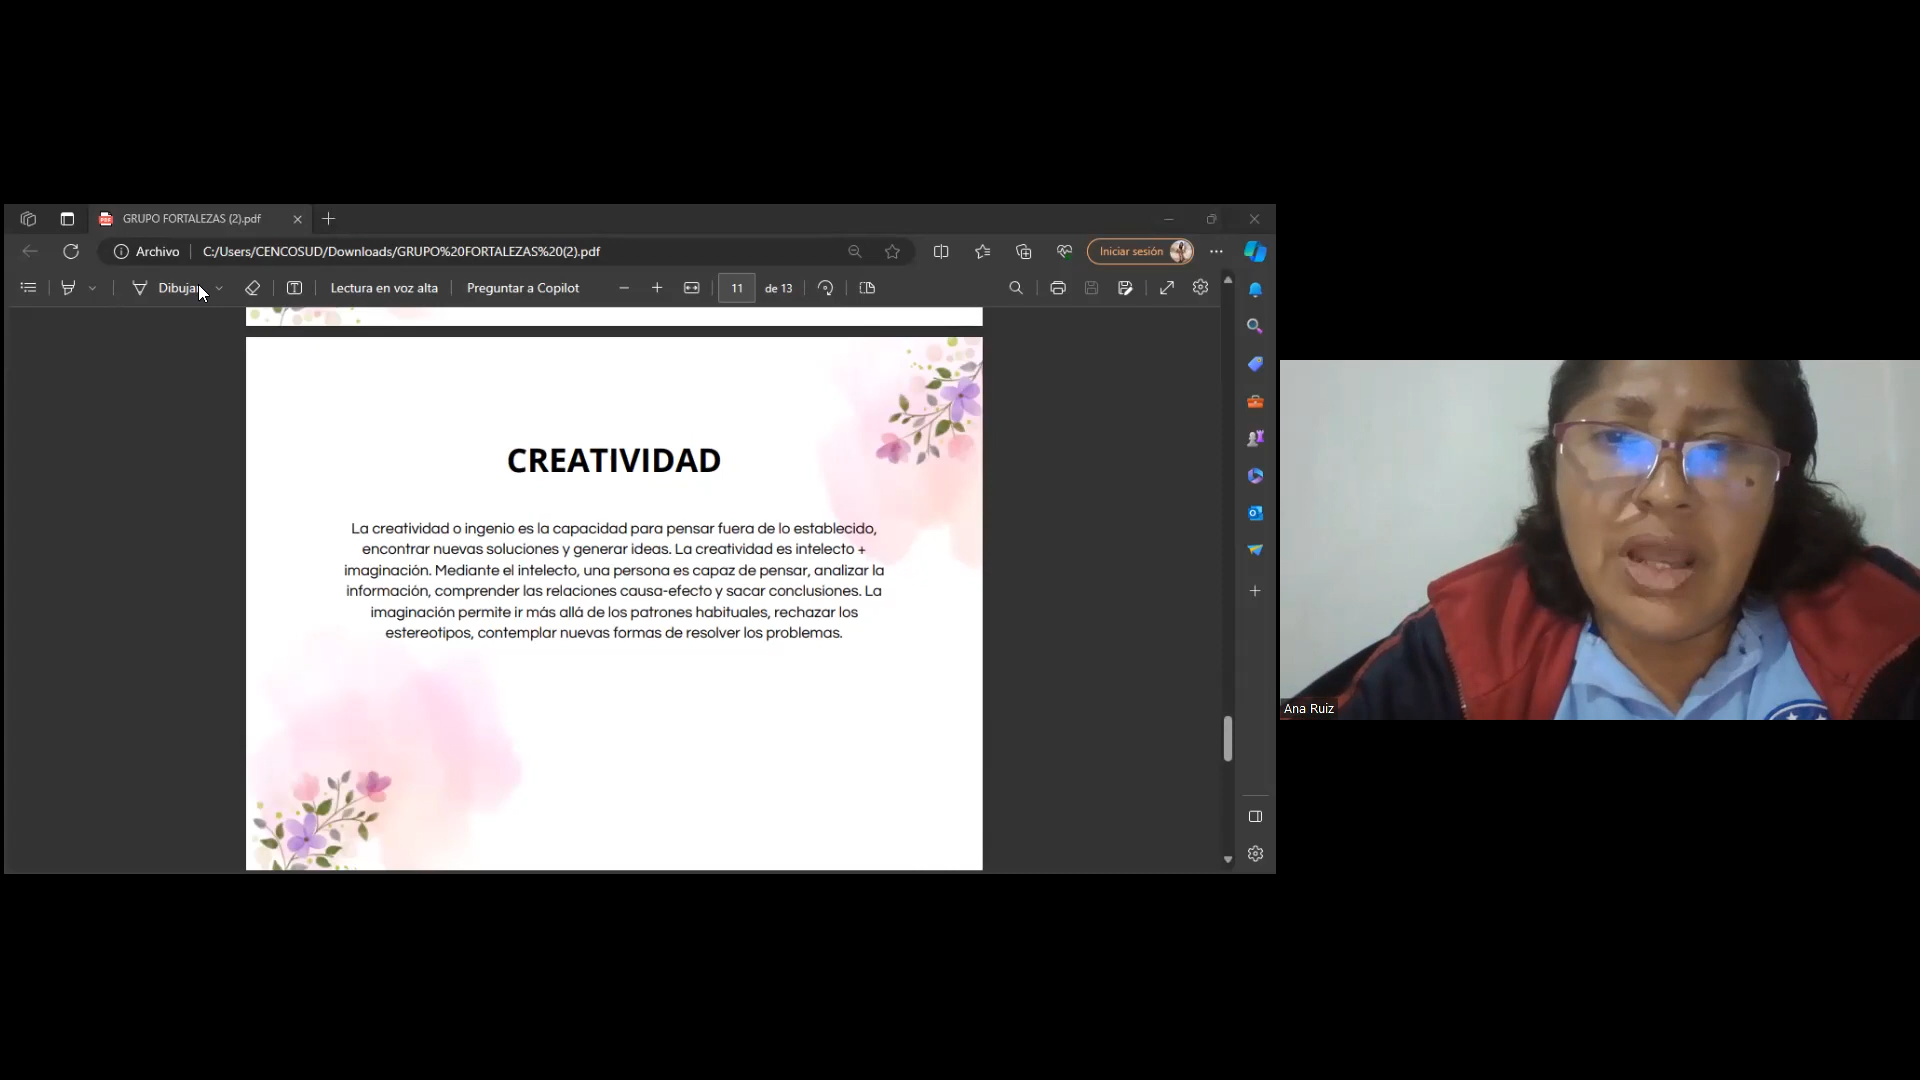 GRUPO FORTALEZAS (2).pdf
Archivo
C:/Users/CENCOSUD/Downloads/GRUPO%20FORTALEZAS%20(2).pdf
Iniciar sesión
Dibujar
Lectura en voz alta
Preguntar a Copilot
11
de 13
CREATIVIDAD
La creatividad o ingenio es la capacidad para pensar fuera de lo establecido,
encontrar nuevas soluciones y generar ideas. La creatividad es intelecto +
imaginación. Mediante el intelecto, una persona es capaz de pensar, analizar la
información, comprender las relaciones causa-efecto y sacar conclusiones. La
imaginación permite ir más allá de los patrones habituales, rechazar los
estereotipos, contemplar nuevas formas de resolver los problemas.
Ana Ruiz